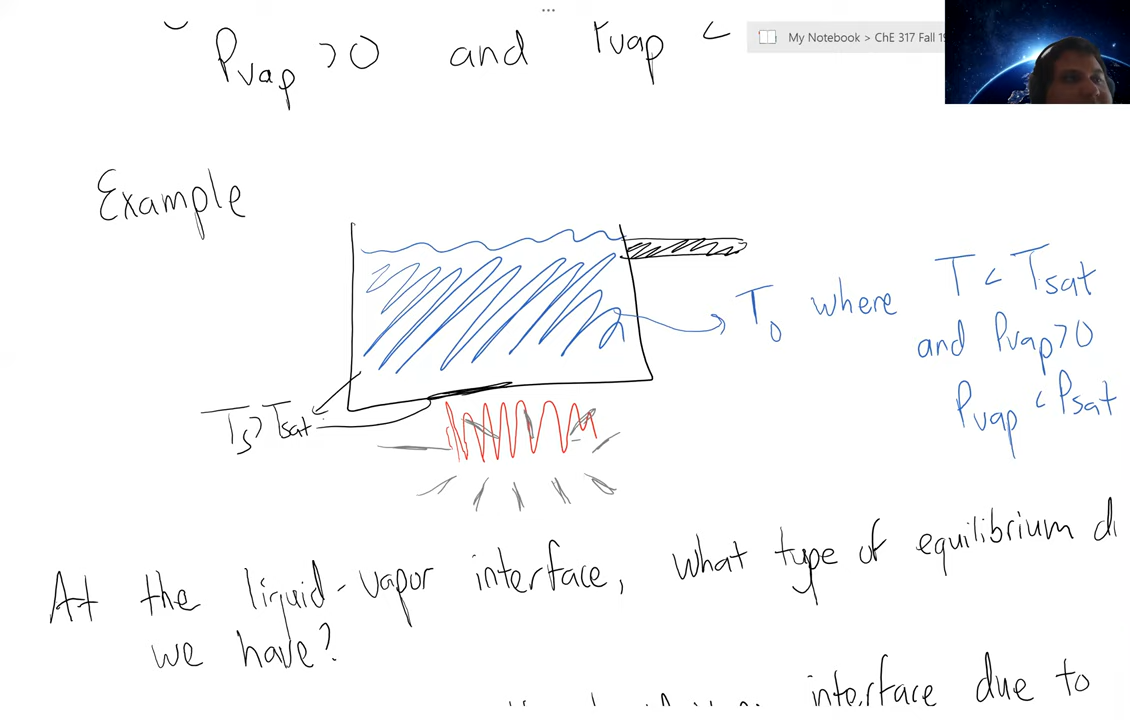 Pvap > 0 and Pvap <
My Notebook > ChE 317 Fall 19
Example
T₀ where T < Tsat
and Pvap > 0
Pvap < Psat
Ts > Tsat
At the liquid-vapor interface, what type of equilibrium d
we have?
interface due to